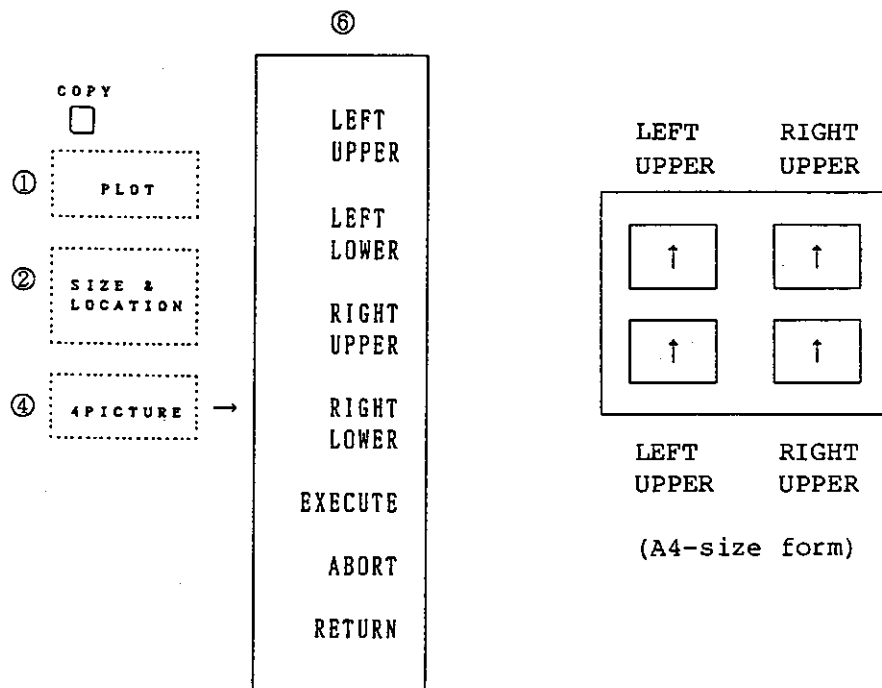 ⑥
COPY
① PLOT
② SIZE &
LOCATION
④ 4PICTURE →
LEFT
UPPER
LEFT
LOWER
RIGHT
UPPER
RIGHT
LOWER
EXECUTE
ABORT
RETURN
LEFT RIGHT
UPPER UPPER
↑ ↑
↑ ↑
LEFT RIGHT
UPPER UPPER
(A4-size form)